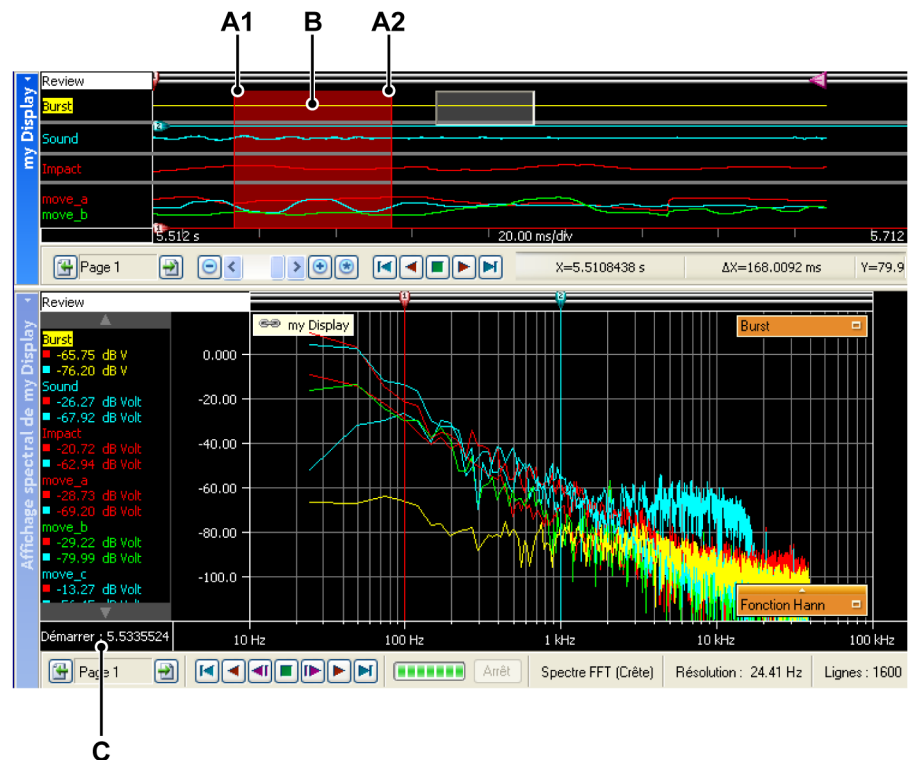 A1 B A2
my Display
Review
Burst
Sound
Impact
move_a
move_b
1
2
1
5.512 s 20.00 ms/div 5.712
Page 1 X=5.5108438 s ΔX=168.0092 ms Y=79.9
Affichage spectral de my Display
Review
1 2
my Display
Burst
Burst
-65.75 dB V
-76.20 dB V
Sound
-26.27 dB Volt
-67.92 dB Volt
Impact
-20.72 dB Volt
-62.94 dB Volt
move_a
-28.73 dB Volt
-69.20 dB Volt
move_b
-29.22 dB Volt
-79.99 dB Volt
move_c
-13.27 dB Volt
0.000
-20.00
-40.00
-60.00
-80.00
-100.0
Fonction Hann
Démarrer : 5.5335524 10 Hz 100 Hz 1 kHz 10 kHz 100 kHz
Page 1 Arrêt Spectre FFT (Crête) Résolution : 24.41 Hz Lignes : 1600
C